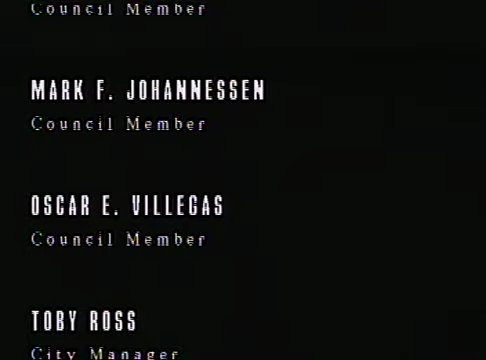 Council Member
MARK F. JOHANNESSEN
Council Member
OSCAR E. VILLEGAS
Council Member
TOBY ROSS
City Manager